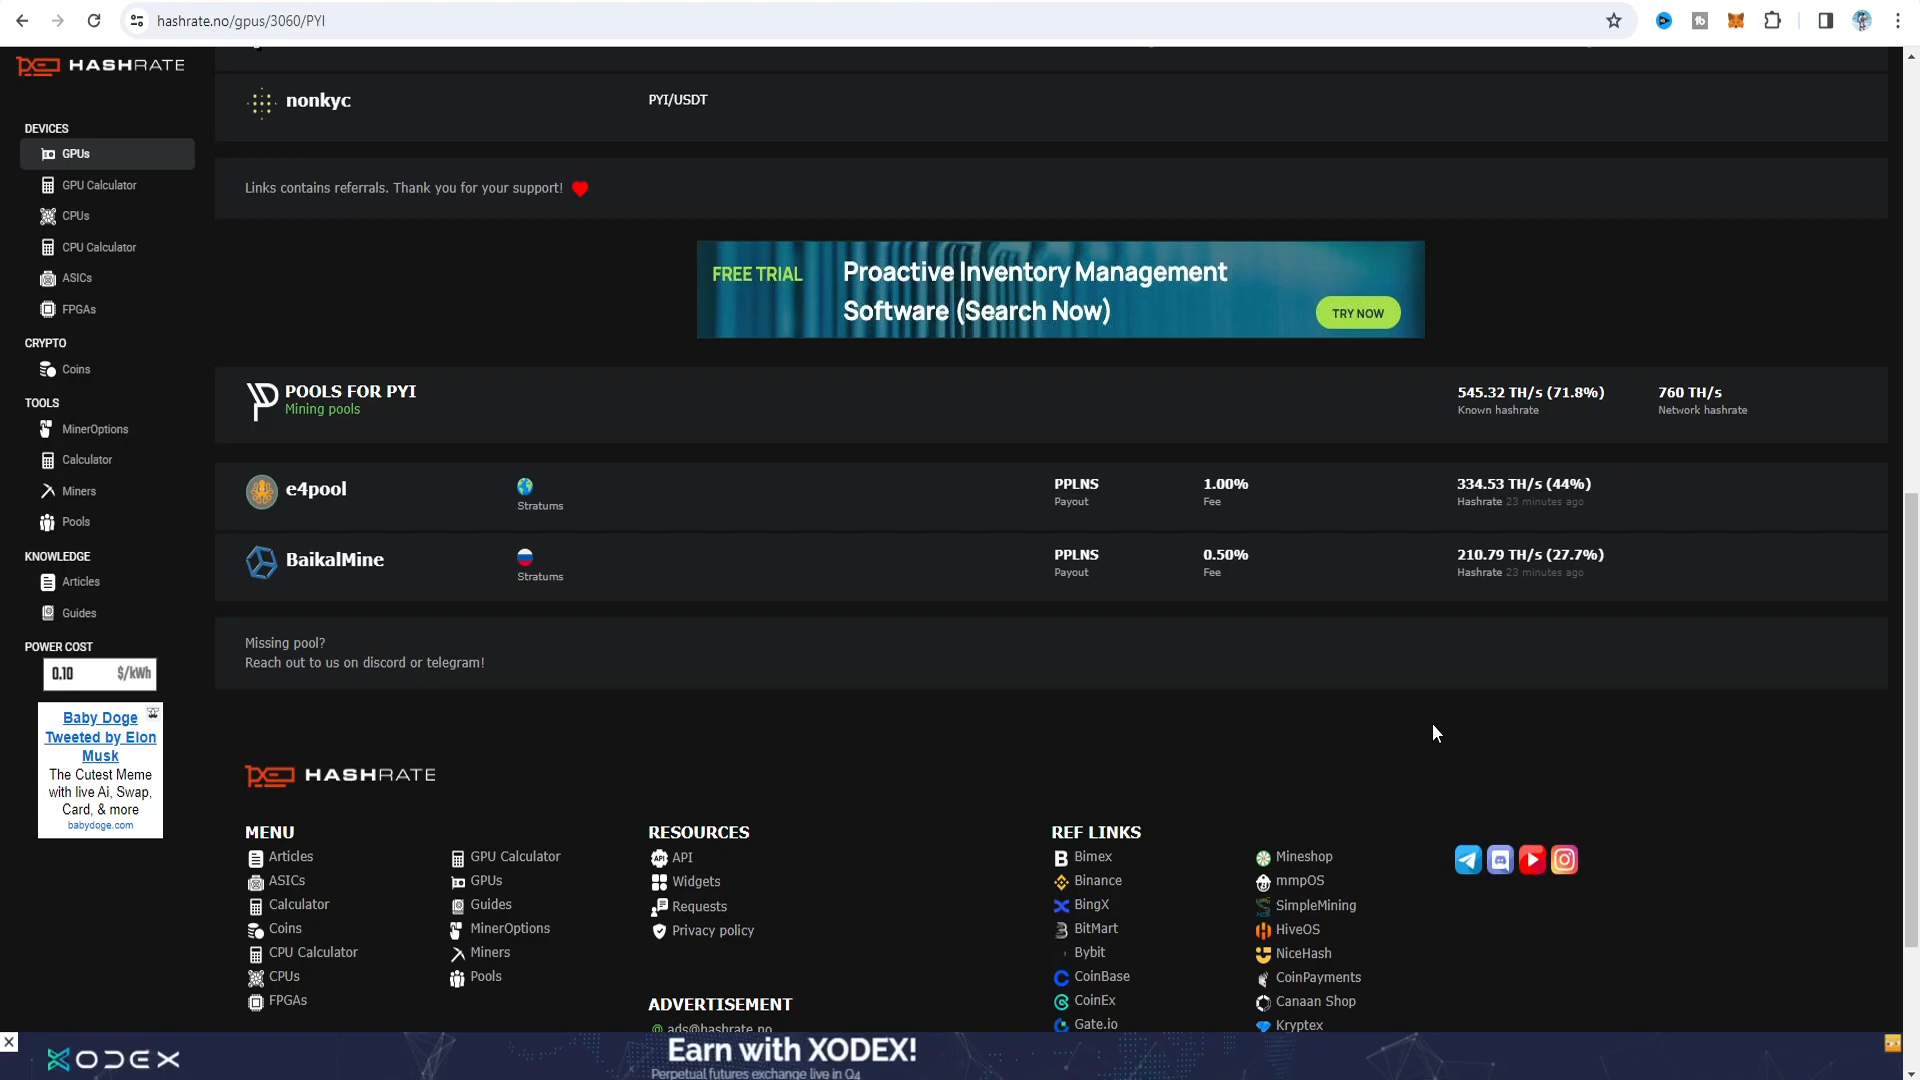 hashrate.no/gpus/3060/PYI
HASHRATE
DEVICES
GPUs
GPU Calculator
CPUs
CPU Calculator
ASICs
FPGAs
CRYPTO
Coins
TOOLS
MinerOptions
Calculator
Miners
Pools
KNOWLEDGE
Articles
Guides
POWER COST
0.10 $/kWh
Baby Doge
Tweeted by Elon
Musk
The Cutest Meme
with live Ai, Swap,
Card, & more
babydoge.com
nonkyc PYI/USDT
Links contains referrals. Thank you for your support!
FREE TRIAL
Proactive Inventory Management
Software (Search Now)
TRY NOW
POOLS FOR PYI
Mining pools
545.32 TH/s (71.8%)
Known hashrate
760 TH/s
Network hashrate
e4pool
Stratums
PPLNS
Payout
1.00%
Fee
334.53 TH/s (44%)
Hashrate 23 minutes ago
BaikalMine
Stratums
PPLNS
Payout
0.50%
Fee
210.79 TH/s (27.7%)
Hashrate 23 minutes ago
Missing pool?
Reach out to us on discord or telegram!
HASHRATE
MENU
Articles
ASICs
Calculator
Coins
CPU Calculator
CPUs
FPGAs
GPU Calculator
GPUs
Guides
MinerOptions
Miners
Pools
RESOURCES
API
Widgets
Requests
Privacy policy
ADVERTISEMENT
ads@hashrate.no
REF LINKS
Bimex
Binance
BingX
BitMart
Bybit
CoinBase
CoinEx
Gate.io
Mineshop
mmpOS
SimpleMining
HiveOS
NiceHash
CoinPayments
Canaan Shop
Kryptex
XODEX
Earn with XODEX!
Perpetual futures exchange live in Q4